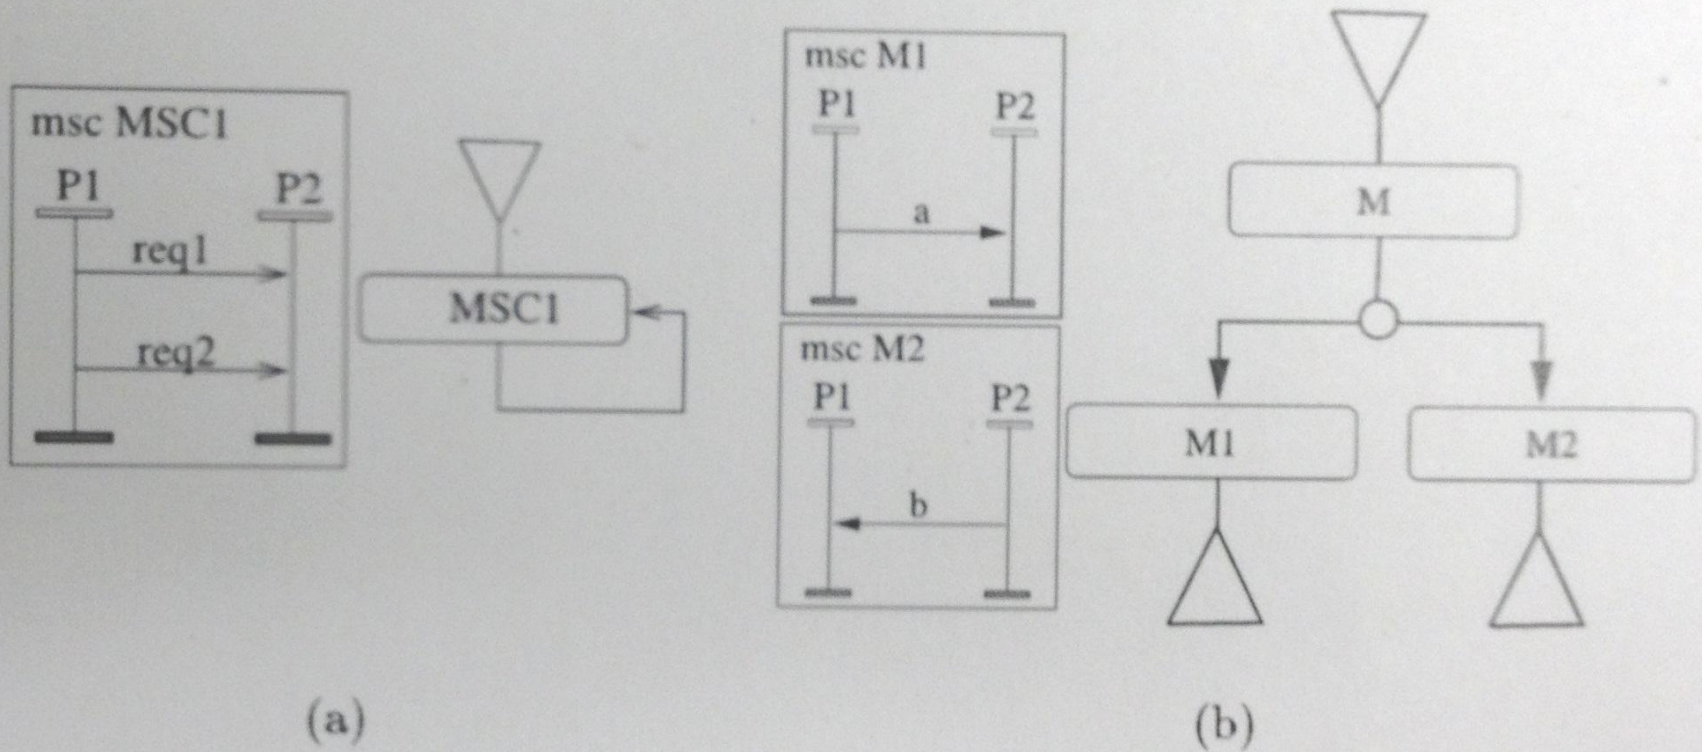 msc MSC1
P1 P2
req1
req2
MSC1
(a)
msc M1
P1 P2
a
msc M2
P1 P2
b
M
M1 M2
(b)